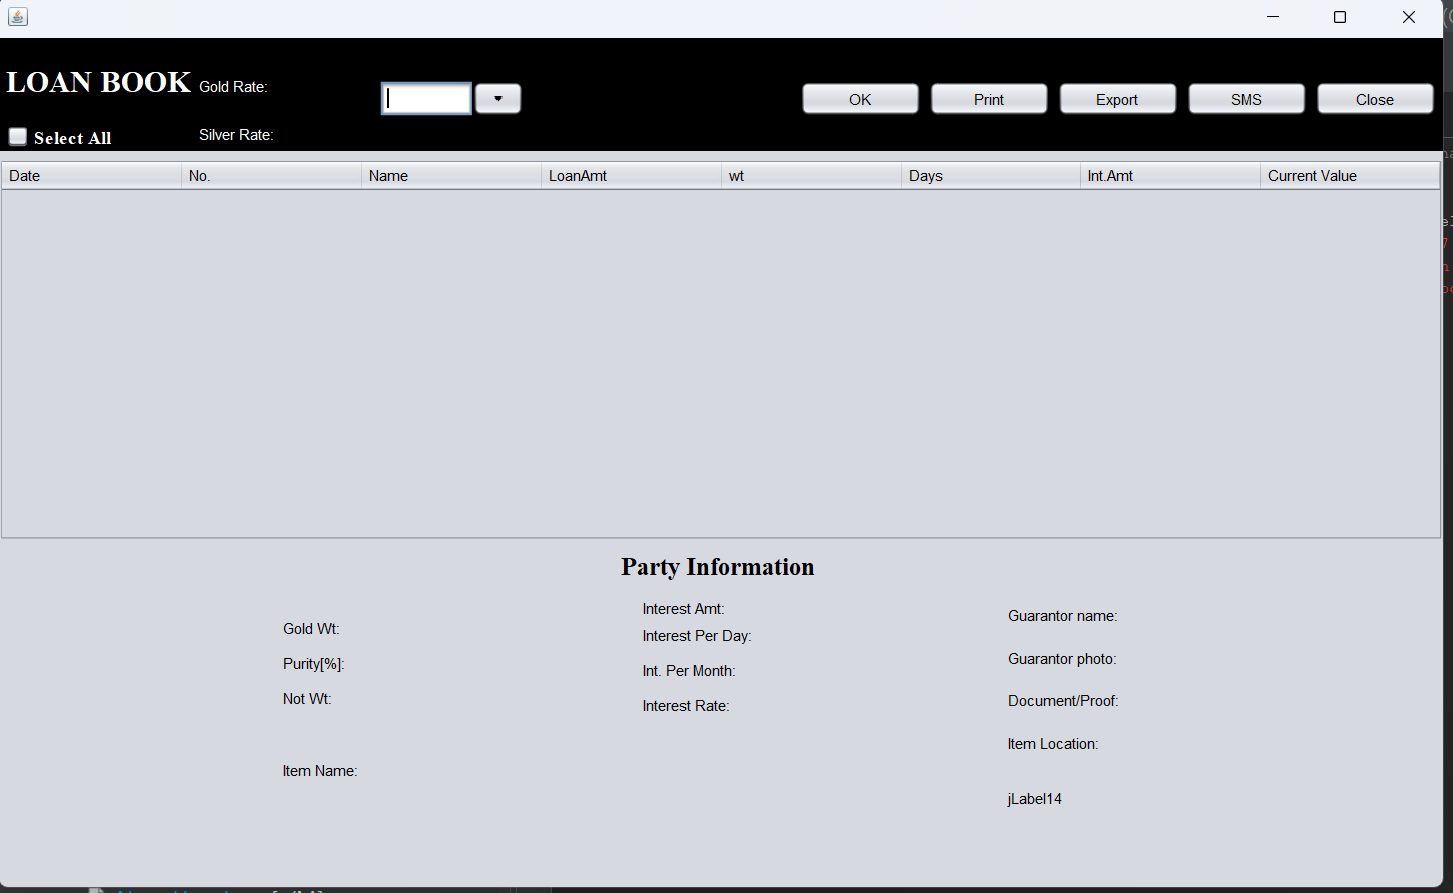 LOAN BOOK Gold Rate: OK Print Export SMS Close
Select All Silver Rate:
Date No. Name LoanAmt wt Days Int.Amt Current Value
Party Information
Interest Amt:
Guarantor name:
Gold Wt:
Interest Per Day:
Guarantor photo:
Purity[%]:
Int. Per Month:
Not Wt:
Document/Proof:
Interest Rate:
Item Location:
Item Name:
jLabel14